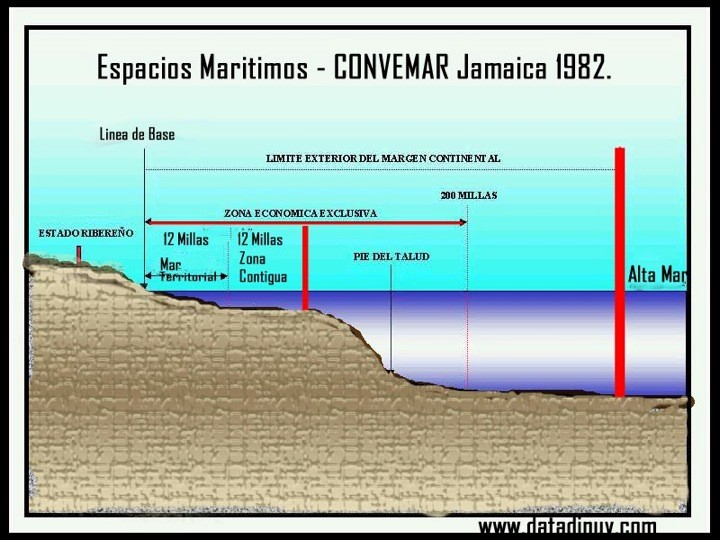 Espacios Maritimos - CONVEMAR Jamaica 1982.
Linea de Base
LIMITE EXTERIOR DEL MARGEN CONTINENTAL
200 MILLAS
ZONA ECONOMICA EXCLUSIVA
ESTADO RIBEREÑO
12 Millas
12 Millas
Mar
Territorial
Zona
Contigua
PIE DEL TALUD
Alta Mar
www.datadipuy.com